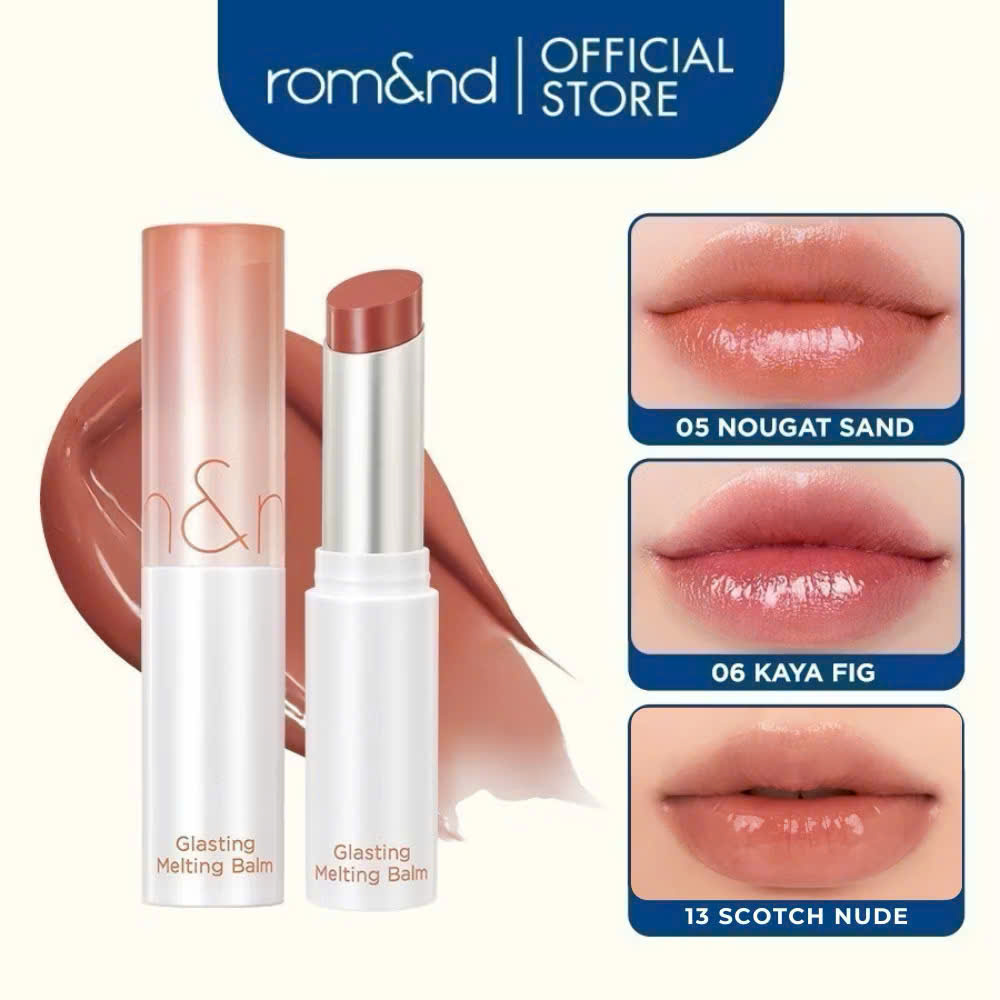 rom&nd
OFFICIAL
STORE
n&r
Glasting
Melting Balm
Glasting
Melting Balm
05 NOUGAT SAND
06 KAYA FIG
13 SCOTCH NUDE